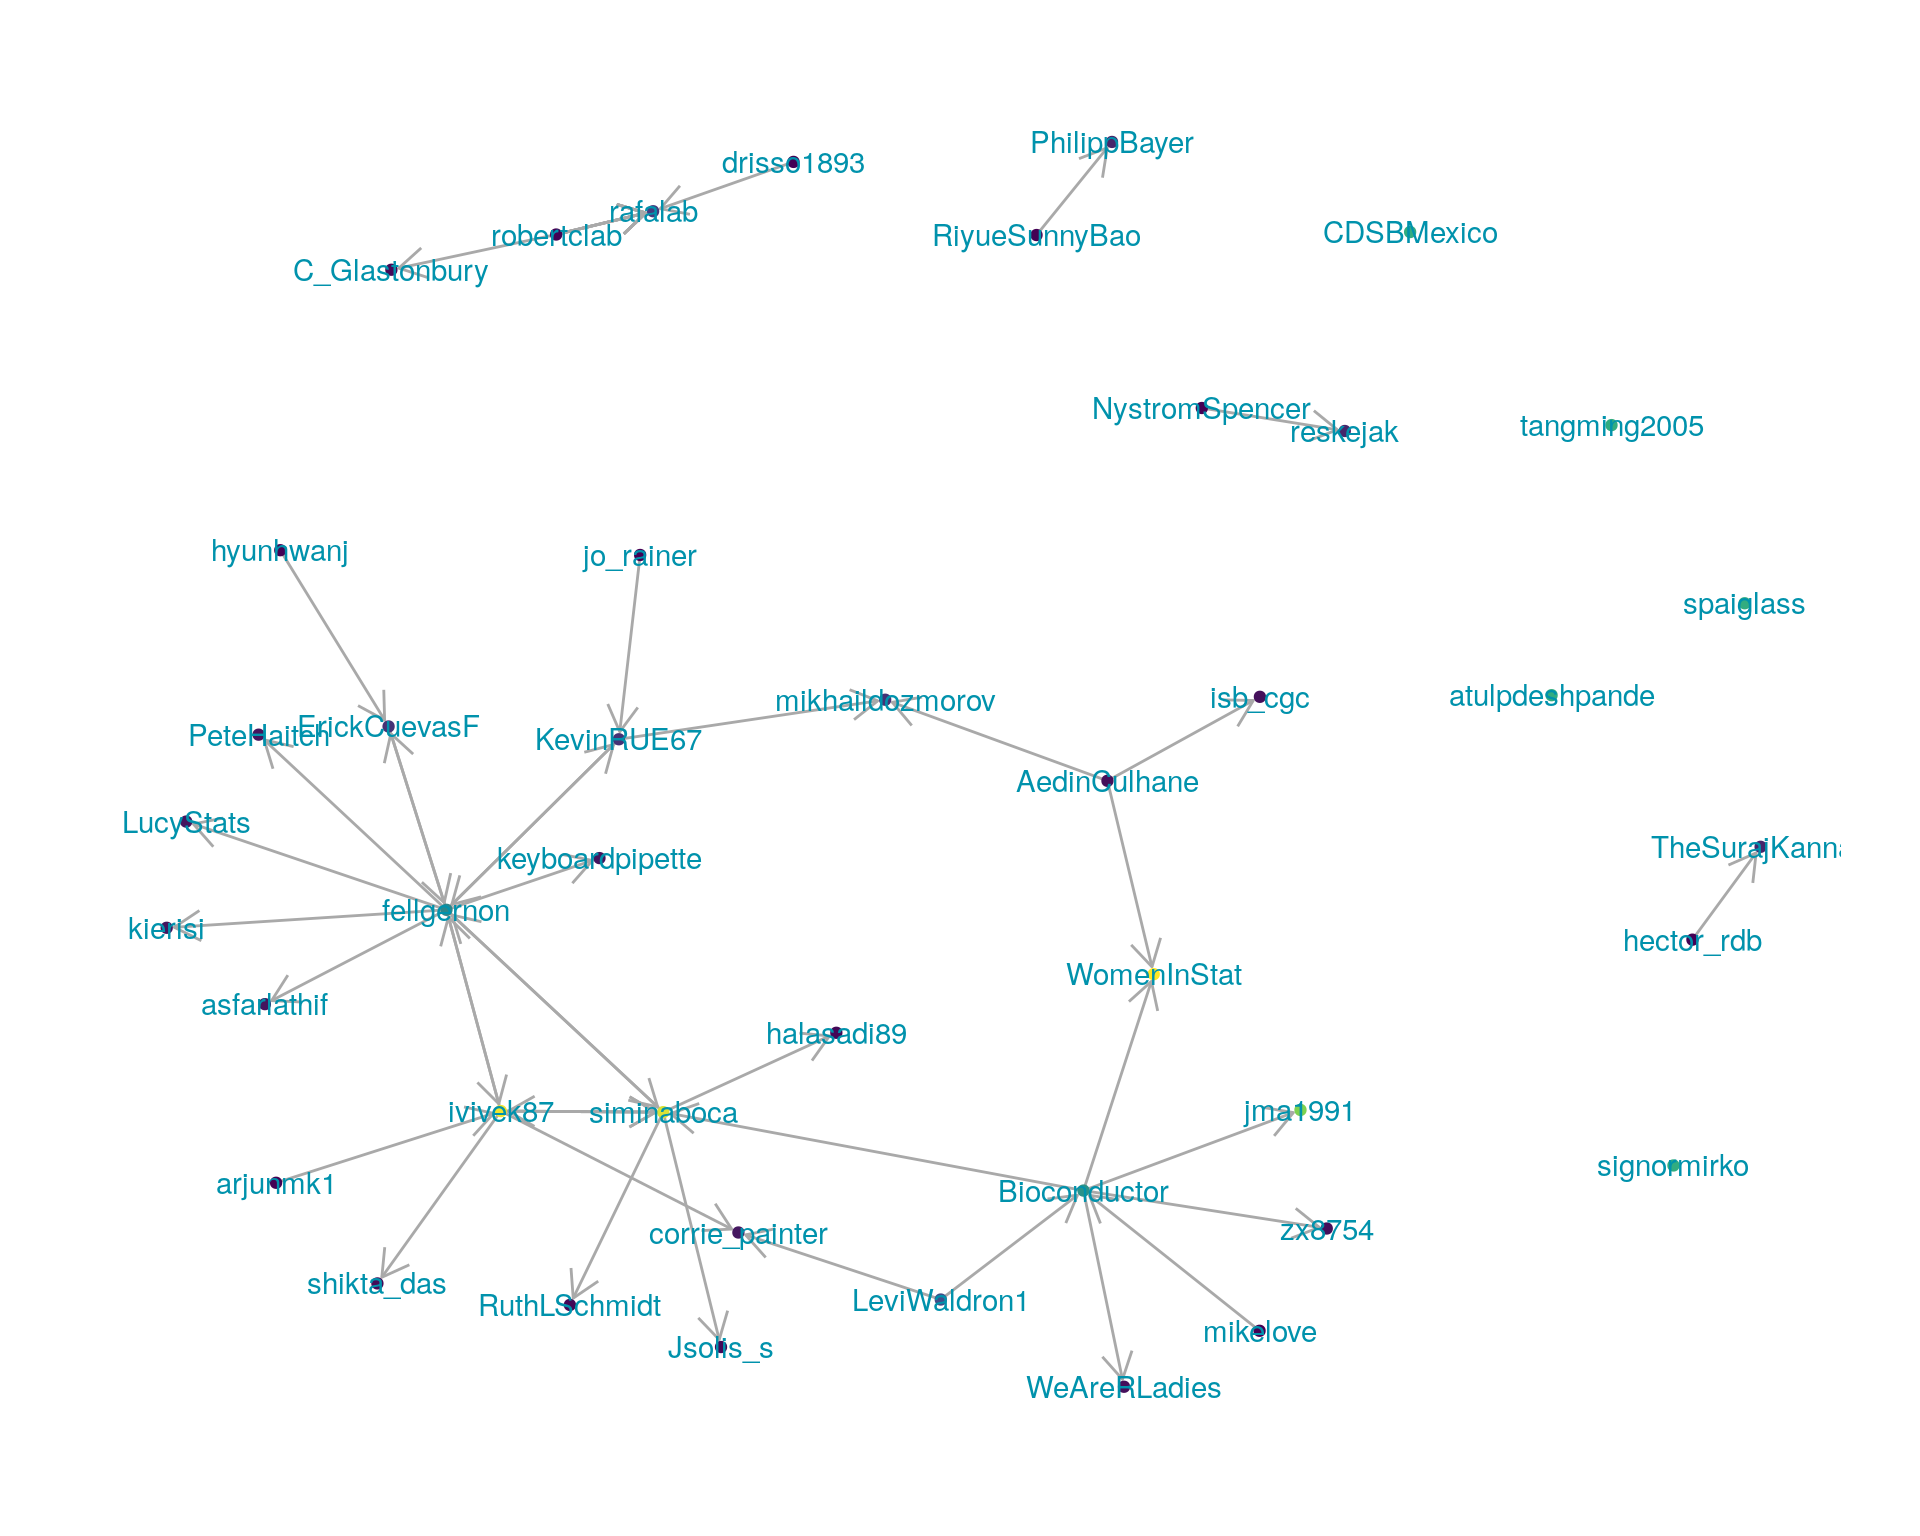 PhilippBayer
drisso1893
rafalab
robertclab
RiyueSunnyBao
CDSBMexico
C_Glastonbury
NystromSpencer
reskejak
tangming2005
hyunhwanj
jo_rainer
spaiglass
mikhaildozmorov
isb_cgc
atulpdeshpande
PeteHaitch
ErickCuevasF
KevinRUE67
AedinCulhane
LucyStats
keyboardpipette
TheSurajKanna
fellgernon
kierisi
hector_rdb
WomenInStat
asfarlathif
halasadi89
ivivek87
siminaboca
jma1991
signormirko
arjunmk1
Bioconductor
corrie_painter
zx8754
shikta_das
RuthLSchmidt
LeviWaldron1
mikelove
Jsolis_s
WeAreRLadies